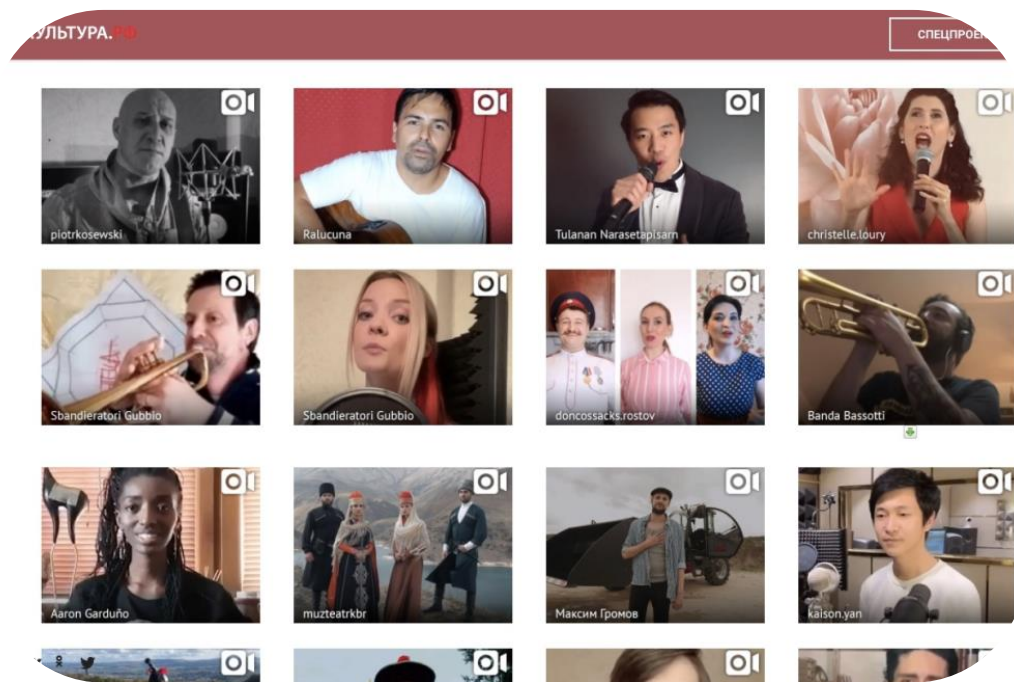 КУЛЬТУРА.РФ
СПЕЦПРОЕК
piotrkosewski
Ralucuna
Tulanan Narasetapisarn
christelle.loury
Sbandieratori Gubbio
Sbandieratori Gubbio
doncossacks.rostov
Banda Bassotti
Aaron Garduño
muzteatrkbr
Максим Громов
kaison.yan